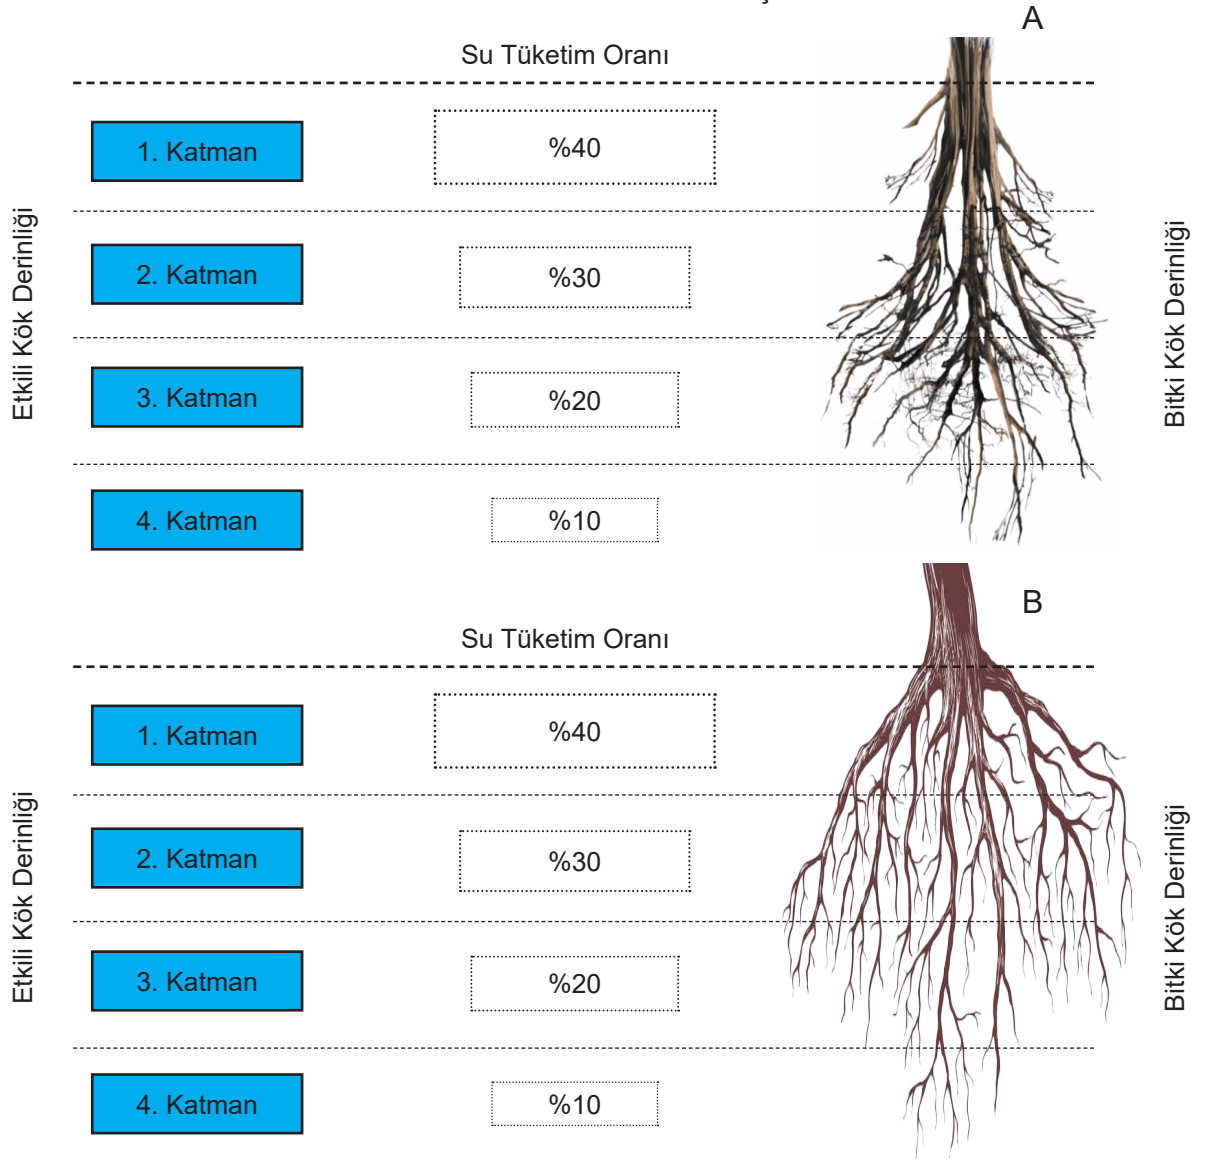 A
Su Tüketim Oranı
Etkili Kök Derinliği
1. Katman
%40
2. Katman
%30
3. Katman
%20
4. Katman
%10
Bitki Kök Derinliği
B
Su Tüketim Oranı
Etkili Kök Derinliği
1. Katman
%40
2. Katman
%30
3. Katman
%20
4. Katman
%10
Bitki Kök Derinliği